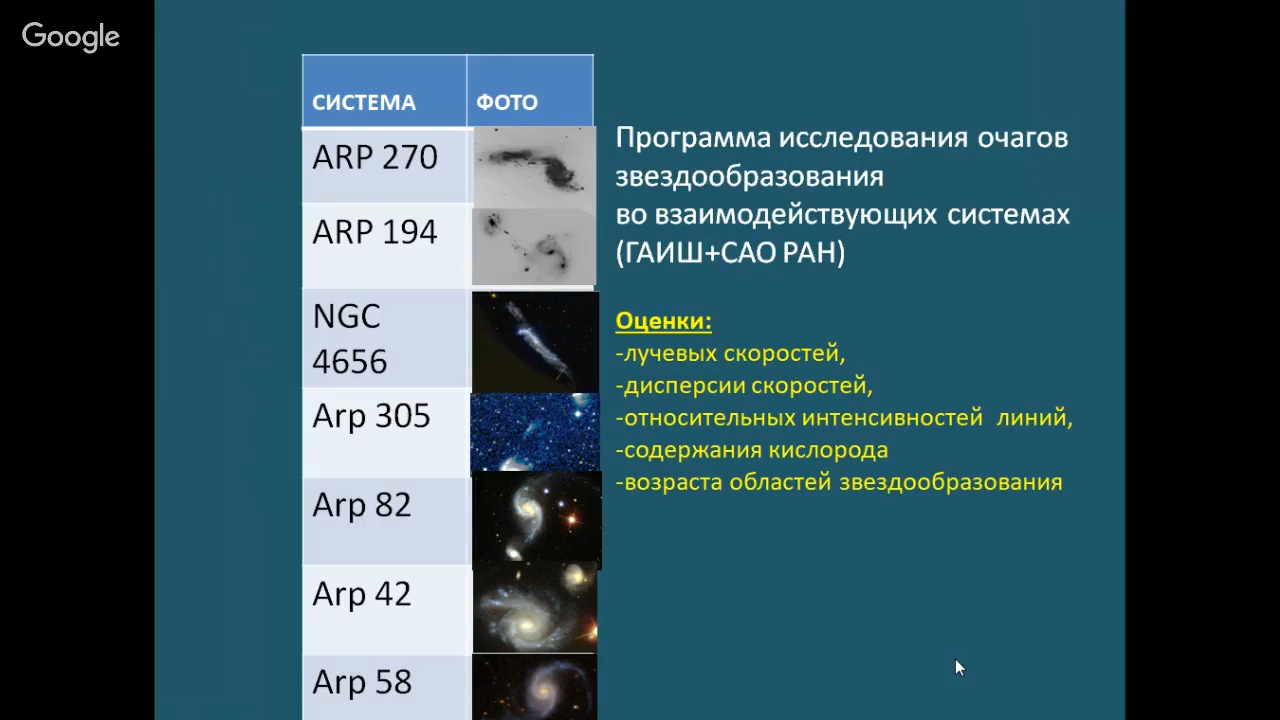 Google
СИСТЕМА
ФОТО
ARP 270
ARP 194
NGC
4656
Arp 305
Arp 82
Arp 42
Arp 58
Программа исследования очагов
звездообразования
во взаимодействующих системах
(ГАИШ+САО РАН)
Оценки:
-лучевых скоростей,
-дисперсии скоростей,
-относительных интенсивностей линий,
-содержания кислорода
-возраста областей звездообразования